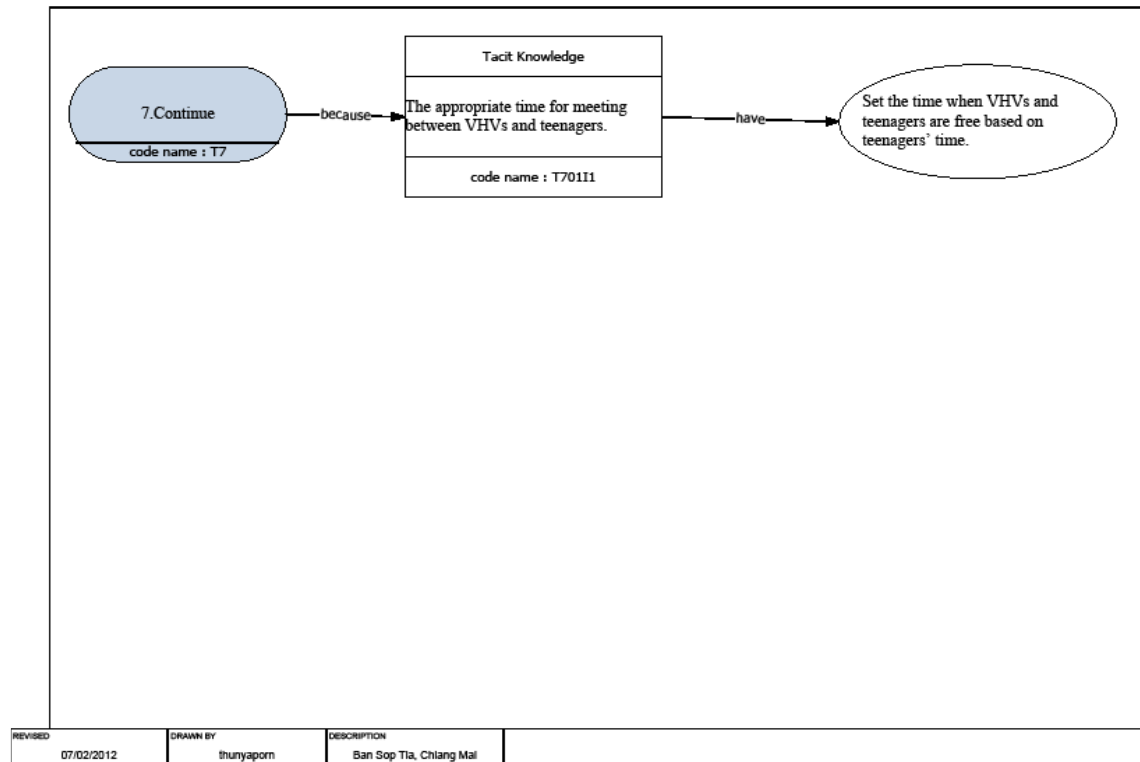 7.Continue
code name : T7
because
Tacit Knowledge
The appropriate time for meeting
between VHVs and teenagers.
code name : T701I1
have
Set the time when VHVs and
teenagers are free based on
teenagers’ time.
REVISED
07/02/2012
DRAWN BY
thunyaporn
DESCRIPTION
Ban Sop Tia, Chiang Mai